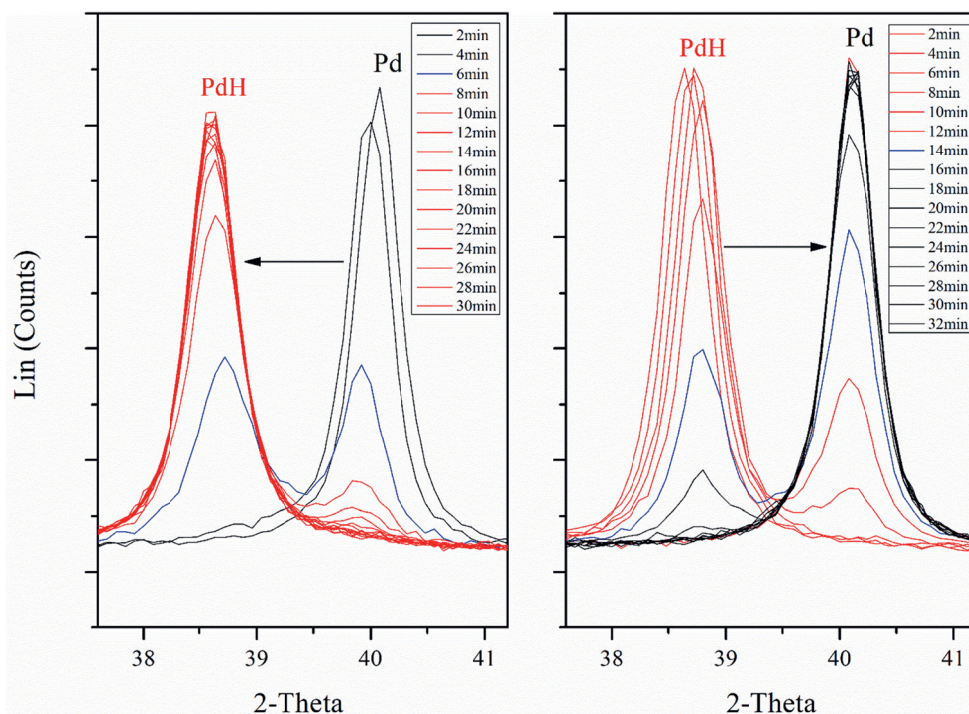 Lin (Counts)
PdH
Pd
2min
4min
6min
8min
10min
12min
14min
16min
18min
20min
22min
24min
26min
28min
30min
38
39
40
41
2-Theta
PdH
Pd
2min
4min
6min
8min
10min
12min
14min
16min
18min
20min
22min
24min
26min
28min
30min
32min
38
39
40
41
2-Theta